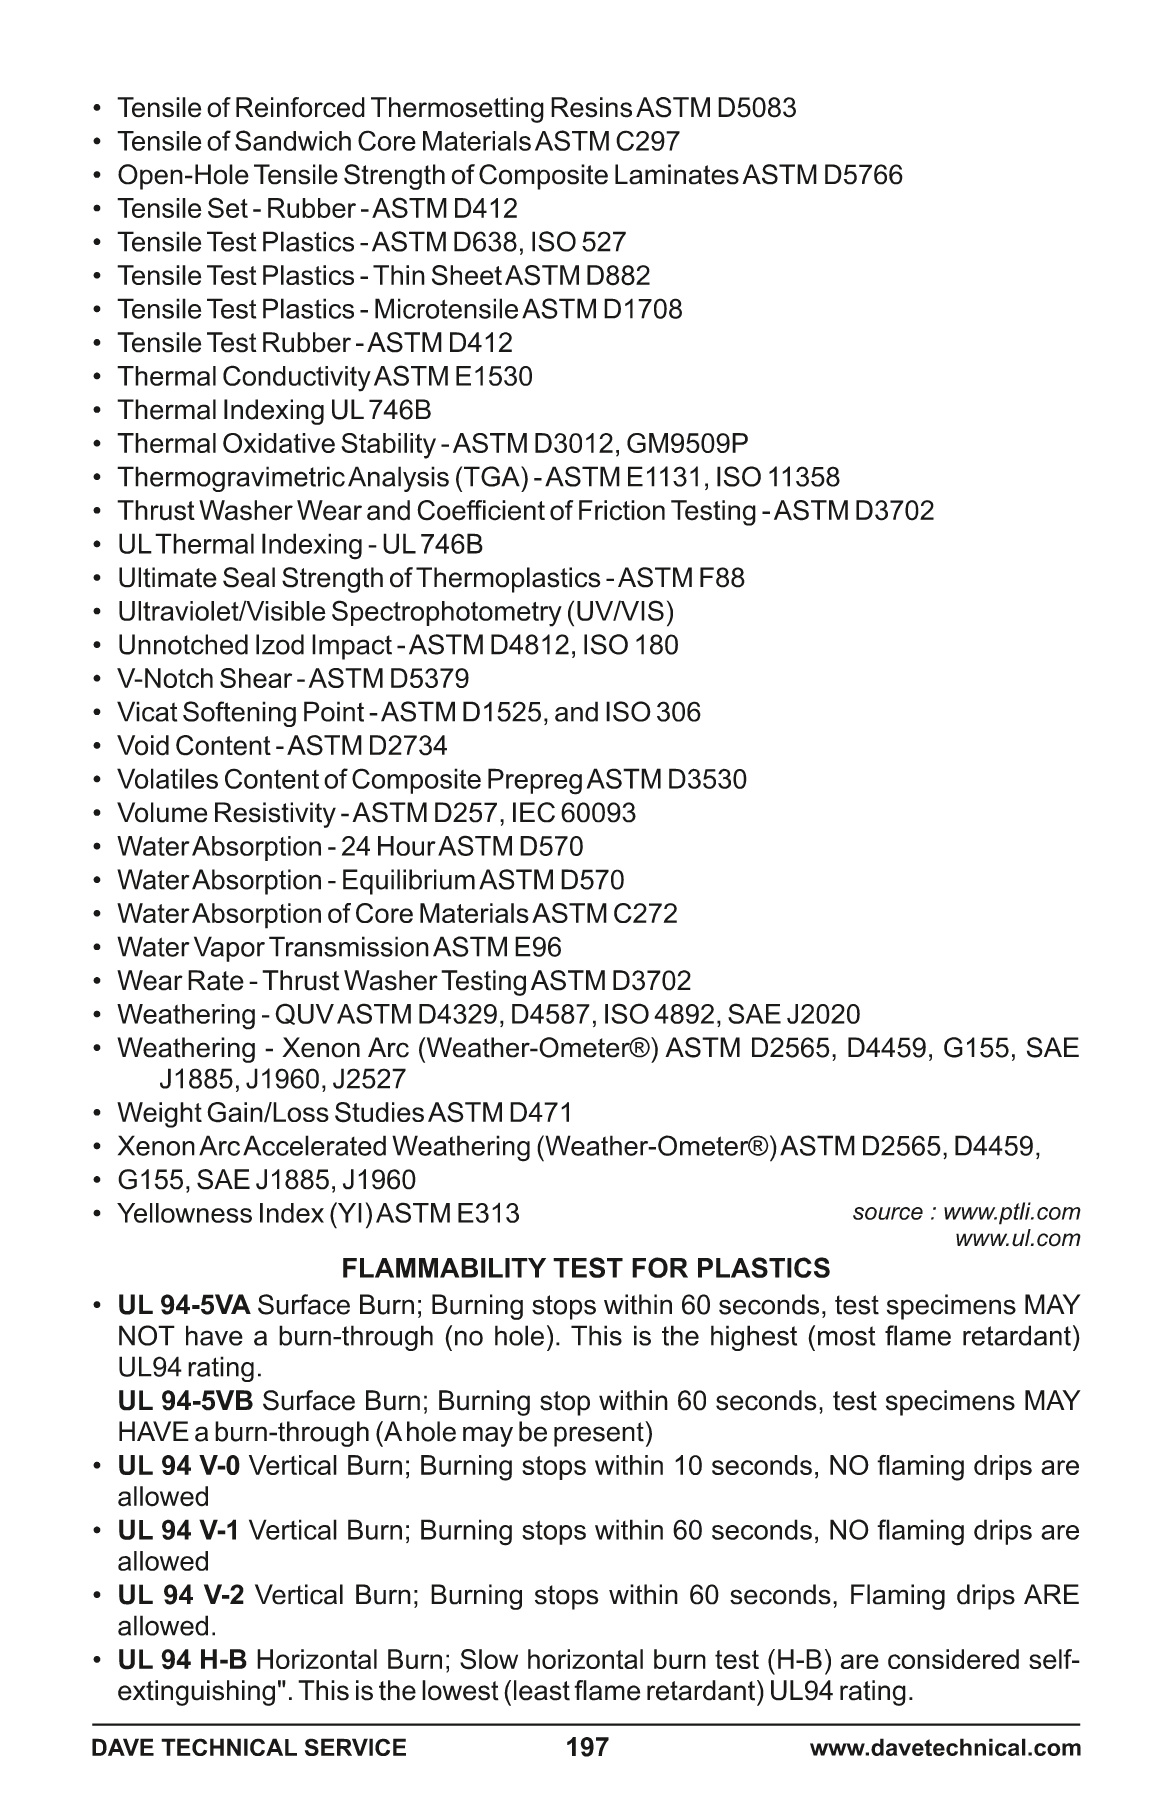 • Tensile of Reinforced Thermosetting Resins ASTM D5083
• Tensile of Sandwich Core Materials ASTM C297
• Open-Hole Tensile Strength of Composite Laminates ASTM D5766
• Tensile Set - Rubber - ASTM D412
• Tensile Test Plastics - ASTM D638, ISO 527
• Tensile Test Plastics - Thin Sheet ASTM D882
• Tensile Test Plastics - Microtensile ASTM D1708
• Tensile Test Rubber - ASTM D412
• Thermal Conductivity ASTM E1530
• Thermal Indexing UL 746B
• Thermal Oxidative Stability - ASTM D3012, GM9509P
• Thermogravimetric Analysis (TGA) - ASTM E1131, ISO 11358
• Thrust Washer Wear and Coefficient of Friction Testing - ASTM D3702
• UL Thermal Indexing - UL 746B
• Ultimate Seal Strength of Thermoplastics - ASTM F88
• Ultraviolet/Visible Spectrophotometry (UV/VIS)
• Unnotched Izod Impact - ASTM D4812, ISO 180
• V-Notch Shear - ASTM D5379
• Vicat Softening Point - ASTM D1525, and ISO 306
• Void Content - ASTM D2734
• Volatiles Content of Composite Prepreg ASTM D3530
• Volume Resistivity - ASTM D257, IEC 60093
• Water Absorption - 24 Hour ASTM D570
• Water Absorption - Equilibrium ASTM D570
• Water Absorption of Core Materials ASTM C272
• Water Vapor Transmission ASTM E96
• Wear Rate - Thrust Washer Testing ASTM D3702
• Weathering - QUV ASTM D4329, D4587, ISO 4892, SAE J2020
• Weathering - Xenon Arc (Weather-Ometer®) ASTM D2565, D4459, G155, SAE
J1885, J1960, J2527
• Weight Gain/Loss Studies ASTM D471
• Xenon Arc Accelerated Weathering (Weather-Ometer®) ASTM D2565, D4459,
• G155, SAE J1885, J1960
• Yellowness Index (YI) ASTM E313 source : www.ptli.com
www.ul.com
FLAMMABILITY TEST FOR PLASTICS
• UL 94-5VA Surface Burn; Burning stops within 60 seconds, test specimens MAY
NOT have a burn-through (no hole). This is the highest (most flame retardant)
UL94 rating.
UL 94-5VB Surface Burn; Burning stop within 60 seconds, test specimens MAY
HAVE a burn-through (A hole may be present)
• UL 94 V-0 Vertical Burn; Burning stops within 10 seconds, NO flaming drips are
allowed
• UL 94 V-1 Vertical Burn; Burning stops within 60 seconds, NO flaming drips are
allowed
• UL 94 V-2 Vertical Burn; Burning stops within 60 seconds, Flaming drips ARE
allowed.
• UL 94 H-B Horizontal Burn; Slow horizontal burn test (H-B) are considered self-
extinguishing". This is the lowest (least flame retardant) UL94 rating.
DAVE TECHNICAL SERVICE 197 www.davetechnical.com